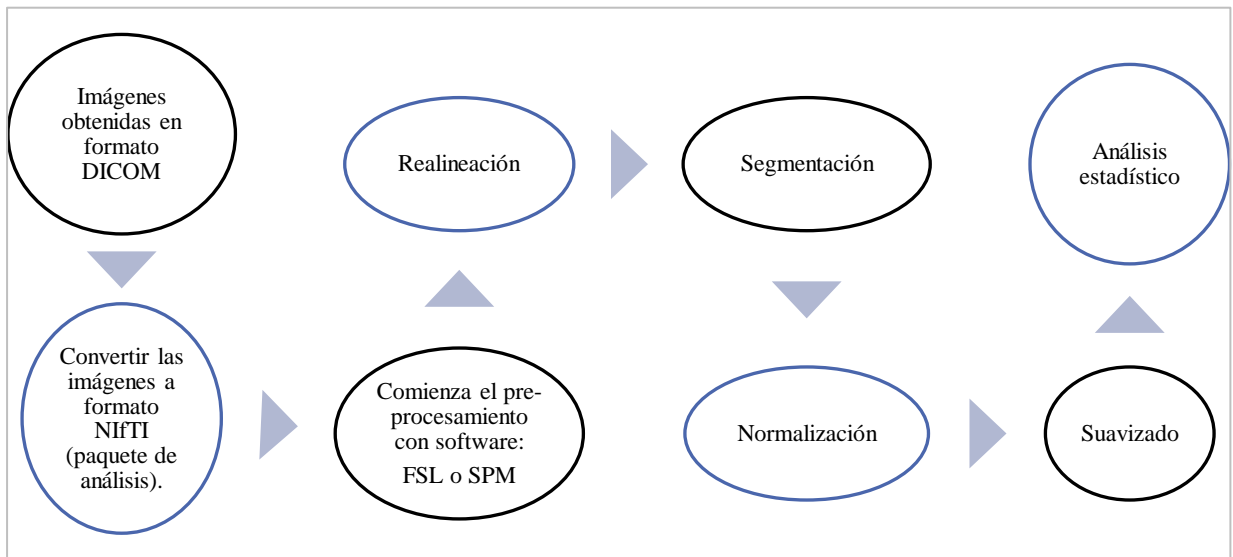 Imágenes
obtenidas en
formato
DICOM
Convertir las
imágenes a
formato
NIfTI
(paquete de
análisis).
Comienza el pre-
procesamiento
con software:
FSL o SPM
Realineación
Segmentación
Normalización
Suavizado
Análisis
estadístico